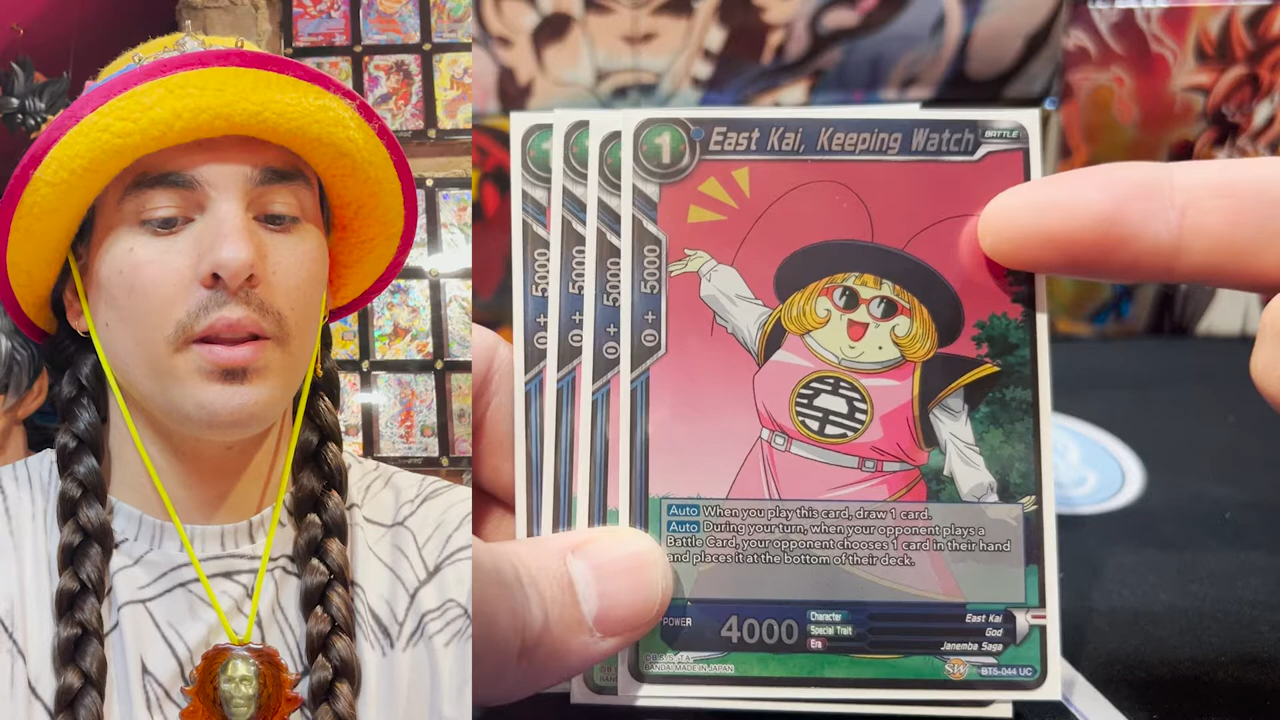 1
East Kai, Keeping Watch
BATTLE
0 + 5000
0 + 5000
0 + 5000
0 + 5000
Auto When you play this card, draw 1 card.
Auto During your turn, when your opponent plays a
Battle Card, your opponent chooses 1 card in their hand
and places it at the bottom of their deck.
POWER 4000
Character East Kai
Special Trait God
Era Janemba Saga
BANDAI MADE IN JAPAN
SW BT5-044 UC